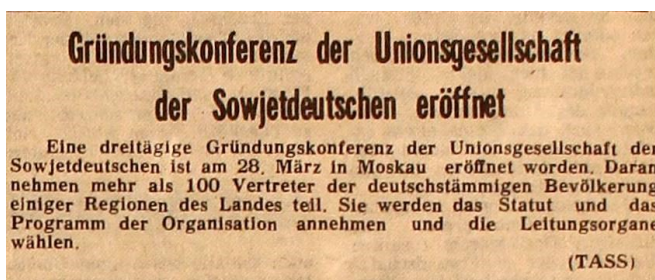 Gründungskonferenz der Unionsgesellschaft
der Sowjetdeutschen eröffnet
Eine dreitägige Gründungskonferenz der Unionsgesellschaft der
Sowjetdeutschen ist am 28. März in Moskau eröffnet worden. Daran
nehmen mehr als 100 Vertreter der deutschstämmigen Bevölkerung
einiger Regionen des Landes teil. Sie werden das Statut und das
Programm der Organisation annehmen und die Leitungsorgane
wählen.
(TASS)